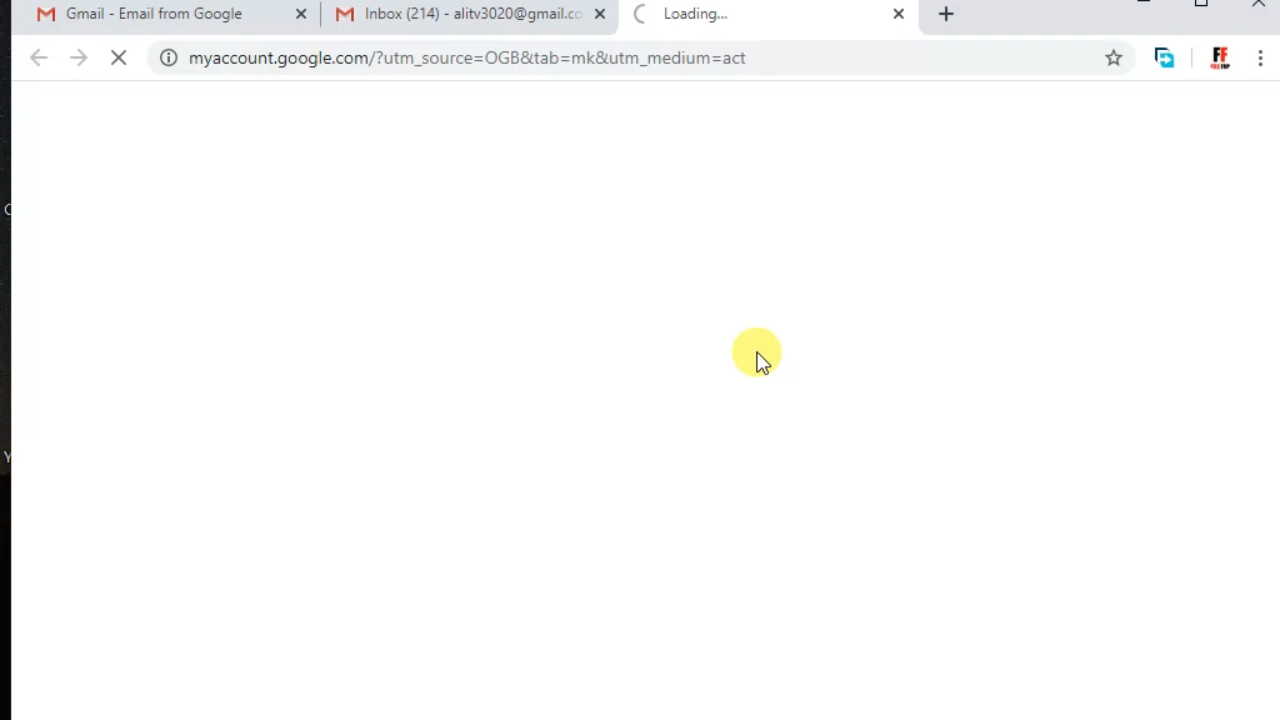 Gmail - Email from Google
Inbox (214) - alitv3020@gmail.co
Loading...
myaccount.google.com/?utm_source=OGB&tab=mk&utm_medium=act
FF